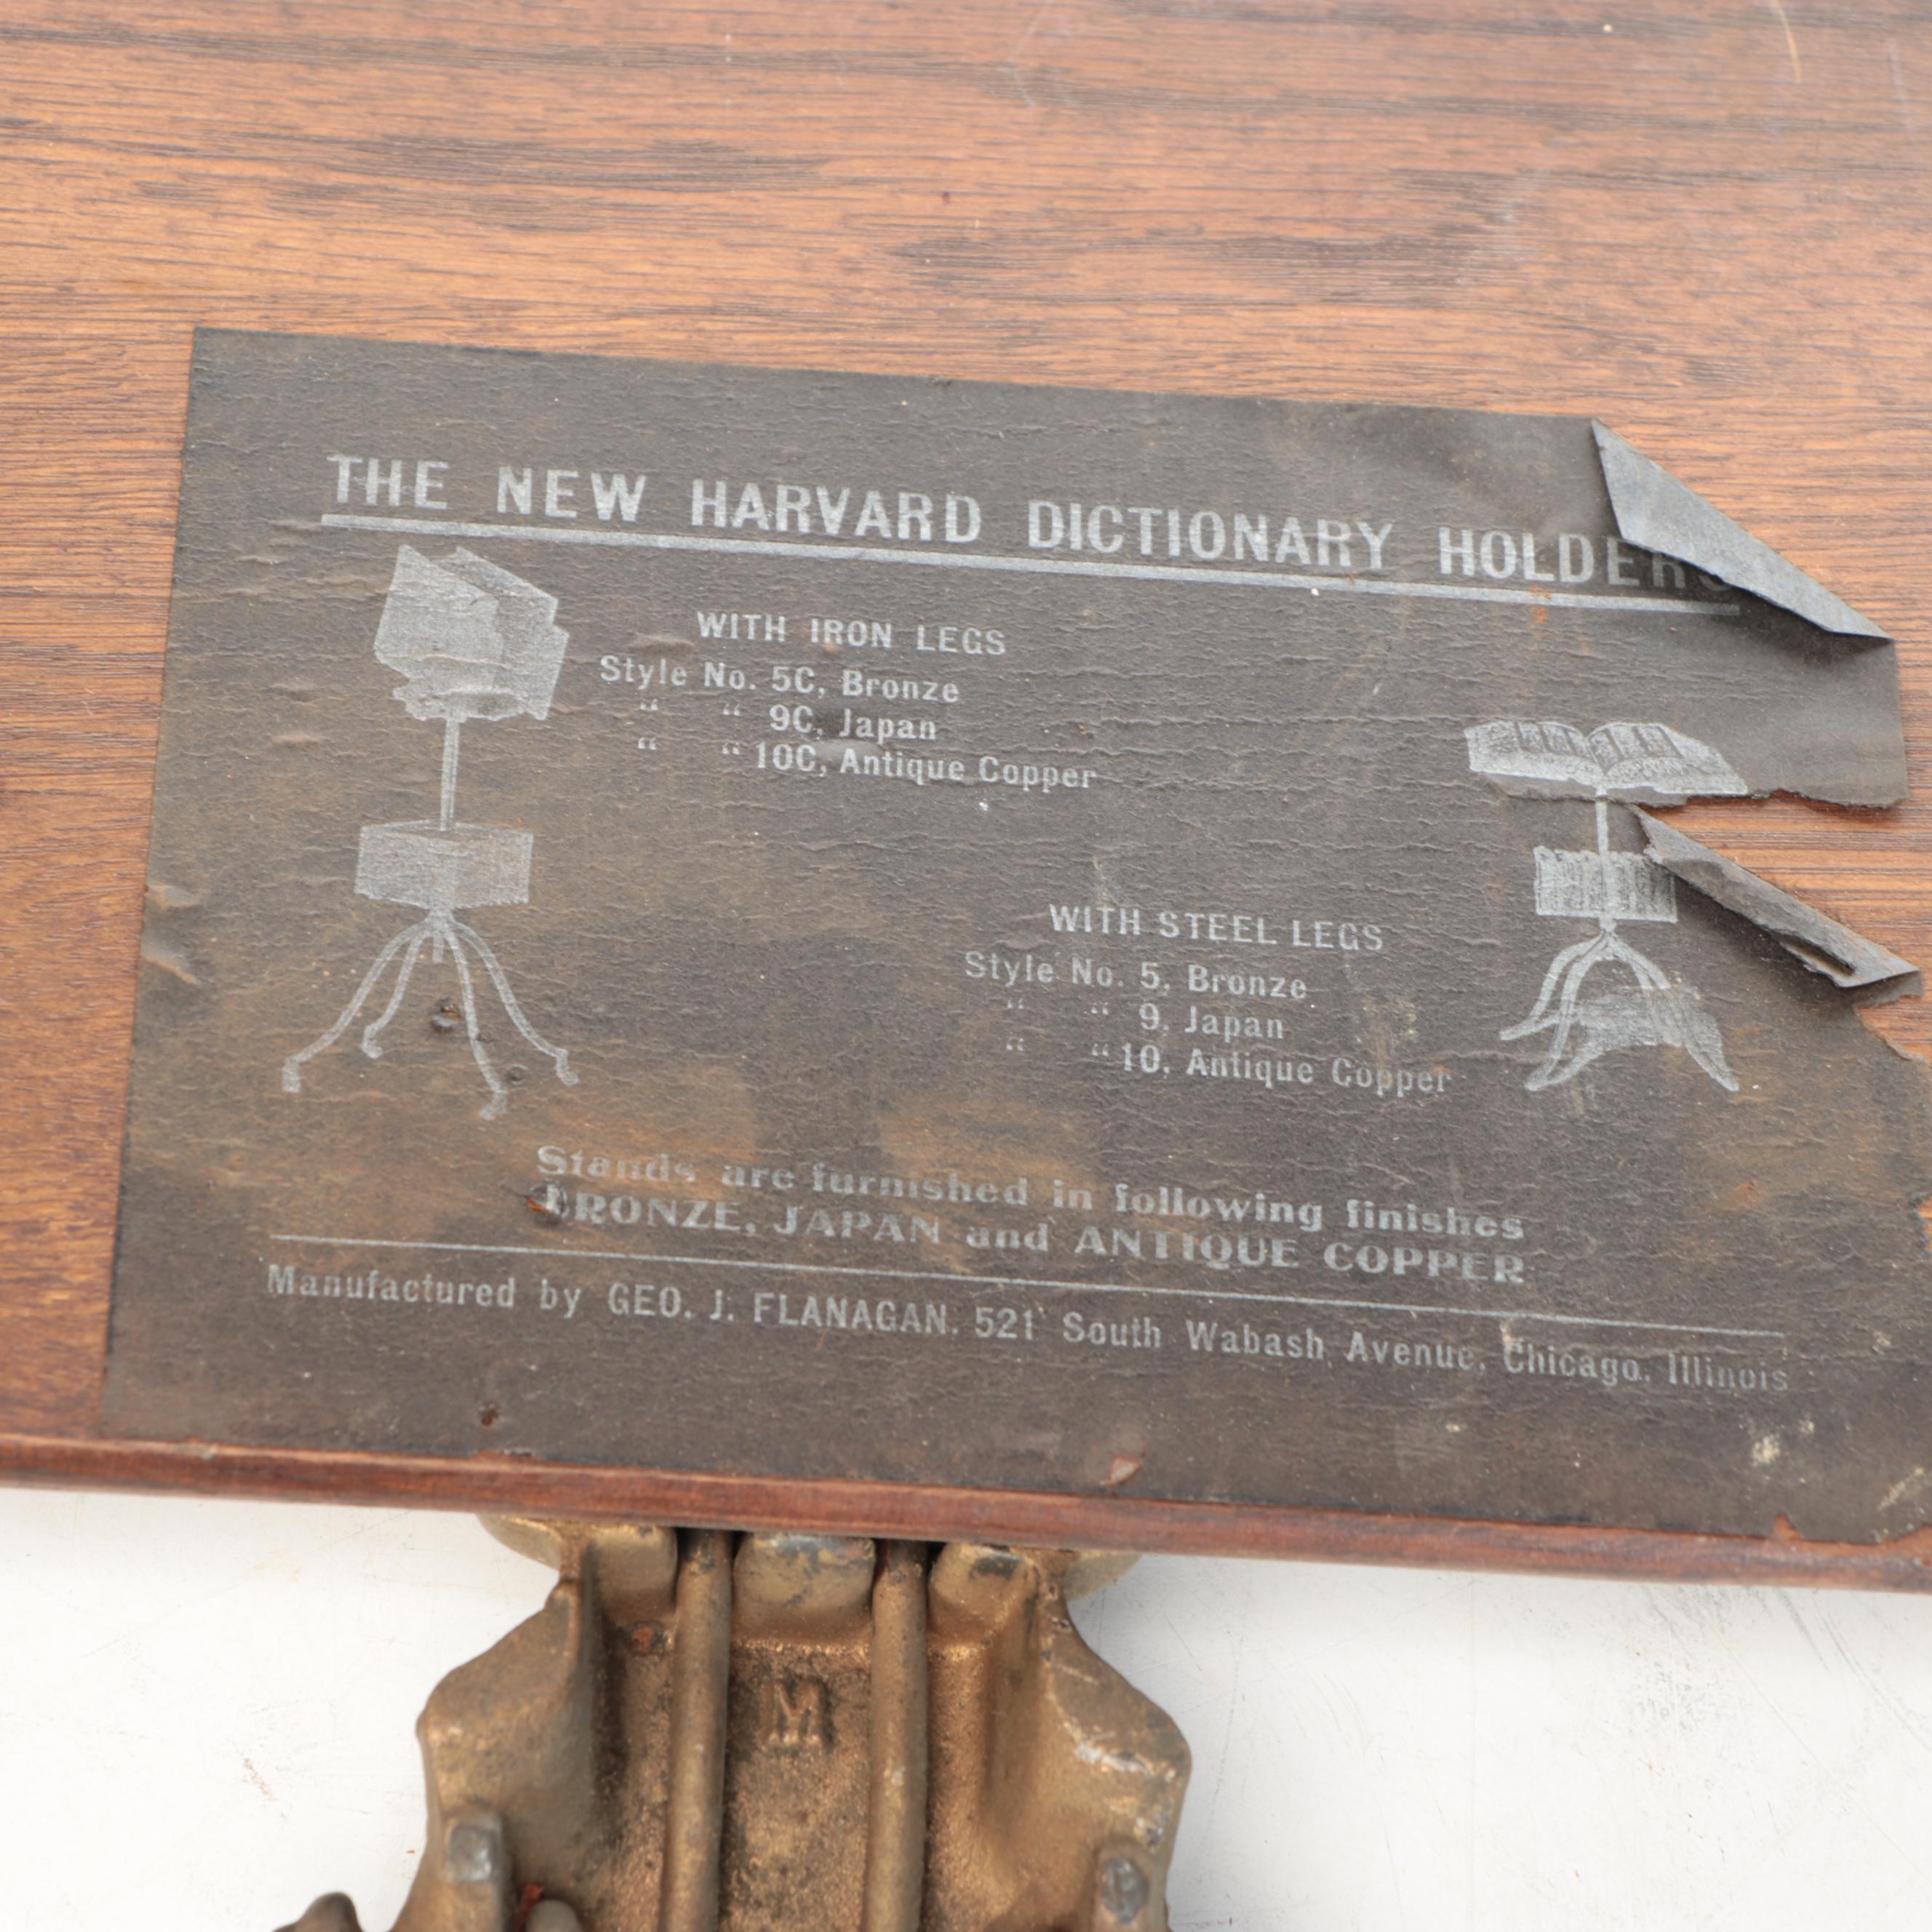 THE NEW HARVARD DICTIONARY HOLDERS
WITH IRON LEGS
Style No. 5C, Bronze
“ “ 9C, Japan
“ “ 10C, Antique Copper
WITH STEEL LEGS
Style No. 5, Bronze
“ “ 9, Japan
“ “ 10, Antique Copper
Stands are furnished in following finishes
BRONZE, JAPAN and ANTIQUE COPPER
Manufactured by GEO. J. FLANAGAN, 521 South Wabash Avenue, Chicago, Illinois
M